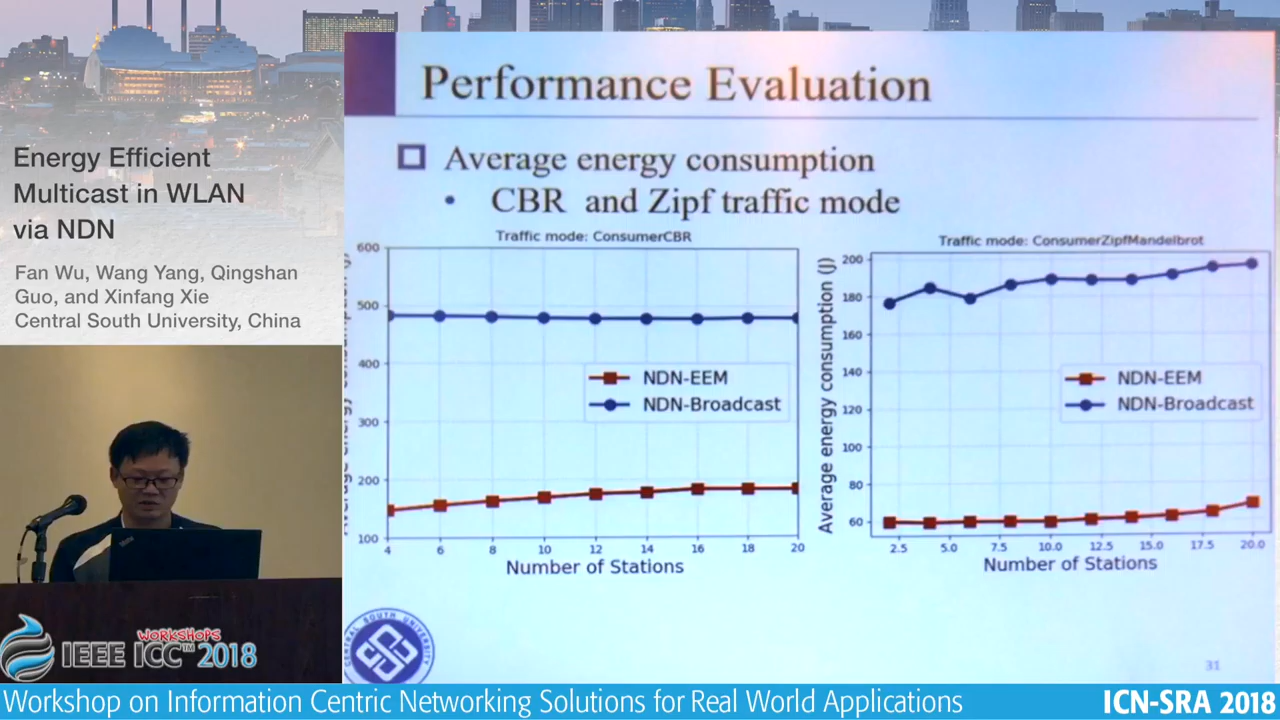 Energy Efficient
Multicast in WLAN
via NDN
Fan Wu, Wang Yang, Qingshan
Guo, and Xinfang Xie
Central South University, China
Performance Evaluation
Average energy consumption
• CBR and Zipf traffic mode
Traffic mode: ConsumerCBR
600
500
400
300
200
100
4 6 8 10 12 14 16 18 20
Number of Stations
NDN-EEM
NDN-Broadcast
Traffic mode: ConsumerZipfMandelbrot
Average energy consumption (J)
200
180
160
140
120
100
80
60
2.5 5.0 7.5 10.0 12.5 15.0 17.5 20.0
Number of Stations
NDN-EEM
NDN-Broadcast
CENTRAL SOUTH UNIVERSITY
31
WORKSHOPS
IEEE ICC™ 2018
Workshop on Information Centric Networking Solutions for Real World Applications
ICN-SRA 2018